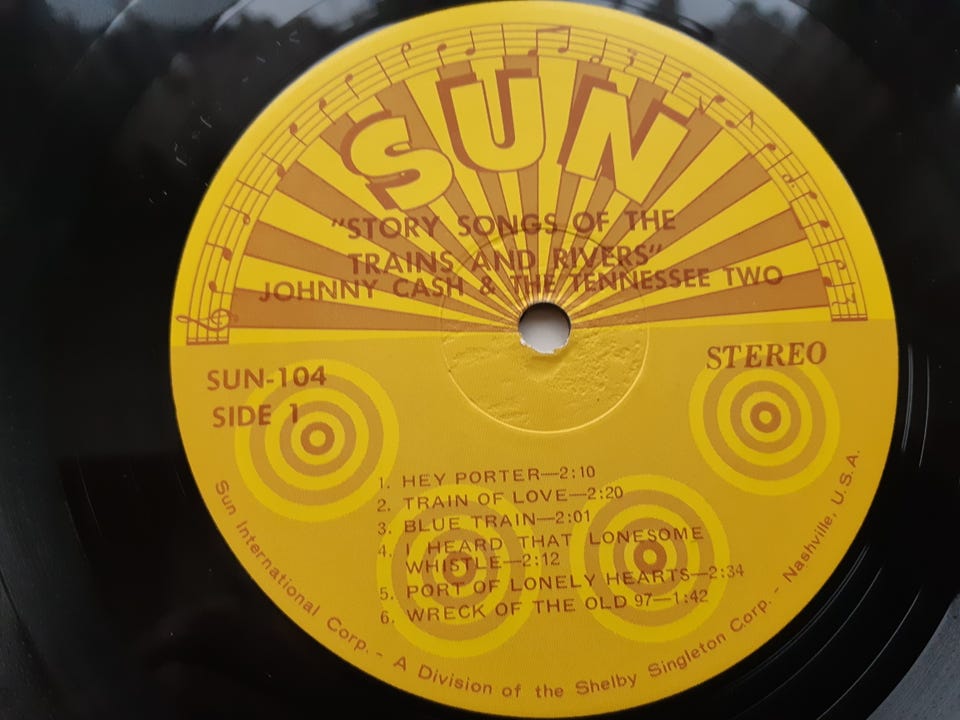 SUN
"STORY SONGS OF THE
TRAINS AND RIVERS"
JOHNNY CASH & THE TENNESSEE TWO
SUN-104
SIDE 1
STEREO
1. HEY PORTER—2:10
2. TRAIN OF LOVE—2:20
3. BLUE TRAIN—2:01
4. I HEARD THAT LONESOME
WHISTLE—2:12
5. PORT OF LONELY HEARTS—2:34
6. WRECK OF THE OLD 97—1:42
Sun International Corp. - A Division of the Shelby Singleton Corp. - Nashville, U.S.A.